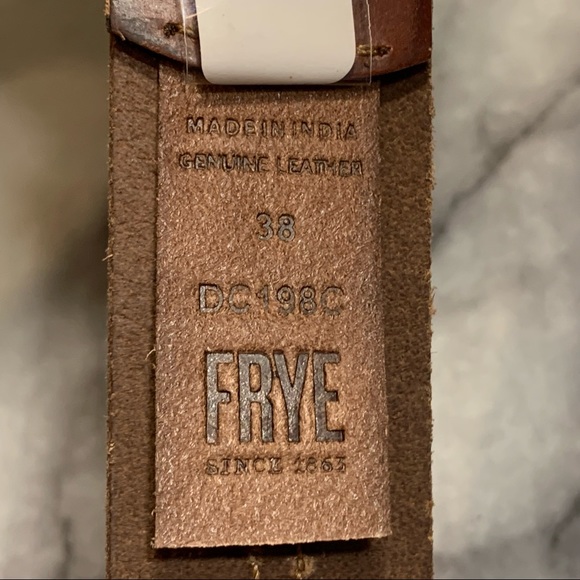 MADE IN INDIA
GENUINE LEATHER
38
DC198C
FRYE
SINCE 1863